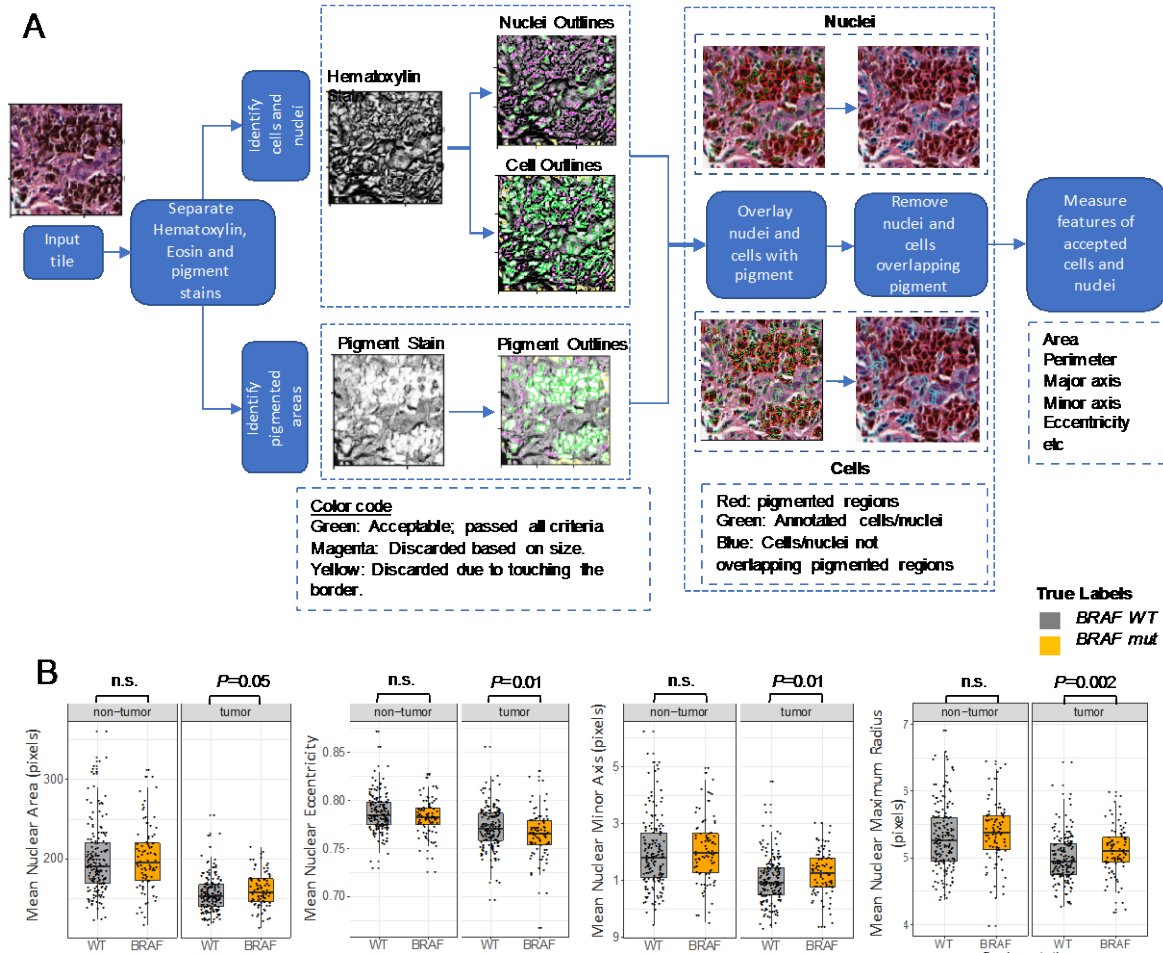 A
Input
tile
Separate
Hematoxylin,
Eosin and
pigment
stains
Identify
cells and
nuclei
Identify
pigmented
areas
Hematoxylin
Stain
Nuclei Outlines
Cell Outlines
Pigment Stain
Pigment Outlines
Color code
Green: Acceptable; passed all criteria
Magenta: Discarded based on size.
Yellow: Discarded due to touching the
border.
Nuclei
Overlay
nuclei and
cells with
pigment
Remove
nuclei and
cells
overlapping
pigment
Cells
Red: pigmented regions
Green: Annotated cells/nuclei
Blue: Cells/nuclei not
overlapping pigmented regions
Measure
features of
accepted
cells and
nuclei
Area
Perimeter
Major axis
Minor axis
Eccentricity
etc
True Labels
BRAF WT
BRAF mut
B
n.s.
P=0.05
non-tumor
tumor
Mean Nuclear Area (pixels)
300
200
WT
BRAF
WT
BRAF
n.s.
P=0.01
non-tumor
tumor
Mean Nuclear Eccentricity
0.85
0.80
0.75
0.70
WT
BRAF
WT
BRAF
n.s.
P=0.01
non-tumor
tumor
Mean Nuclear Minor Axis (pixels)
5
3
1
9
WT
BRAF
WT
BRAF
n.s.
P=0.002
non-tumor
tumor
Mean Nuclear Maximum Radius
(pixels)
7
6
5
4
WT
BRAF
WT
BRAF